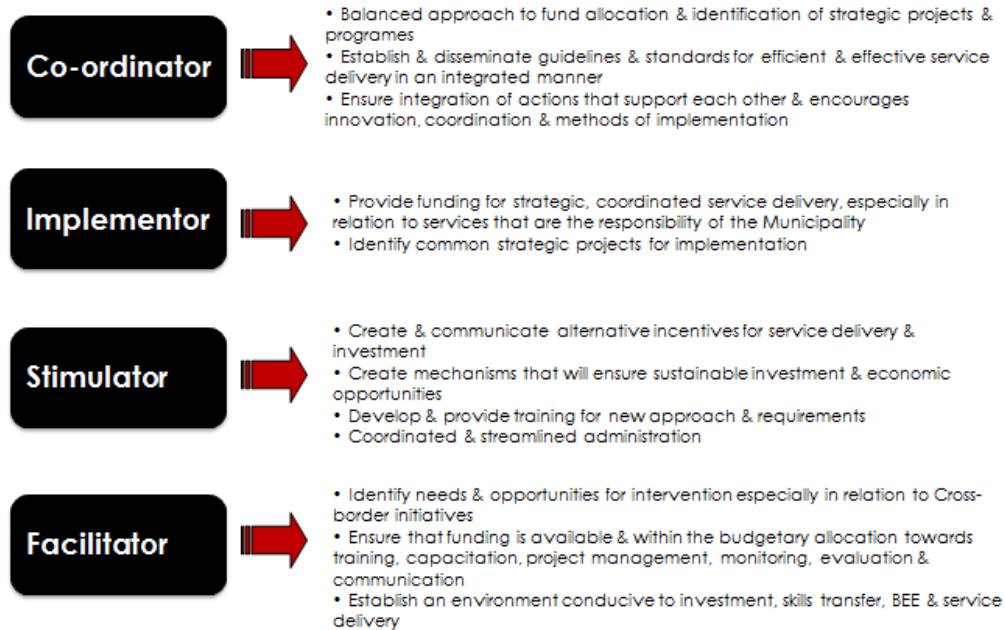 Co-ordinator
• Balanced approach to fund allocation & identification of strategic projects &
programes
• Establish & disseminate guidelines & standards for efficient & effective service
delivery in an integrated manner
• Ensure integration of actions that support each other & encourages
innovation, coordination & methods of implementation
Implementor
• Provide funding for strategic, coordinated service delivery, especially in
relation to services that are the responsibility of the Municipality
• Identify common strategic projects for implementation
Stimulator
• Create & communicate alternative incentives for service delivery &
investment
• Create mechanisms that will ensure sustainable investment & economic
opportunities
• Develop & provide training for new approach & requirements
• Coordinated & streamlined administration
Facilitator
• Identify needs & opportunities for intervention especially in relation to Cross-
border initiatives
• Ensure that funding is available & within the budgetary allocation towards
training, capacitation, project management, monitoring, evaluation &
communication
• Establish an environment conducive to investment, skills transfer, BEE & service
delivery